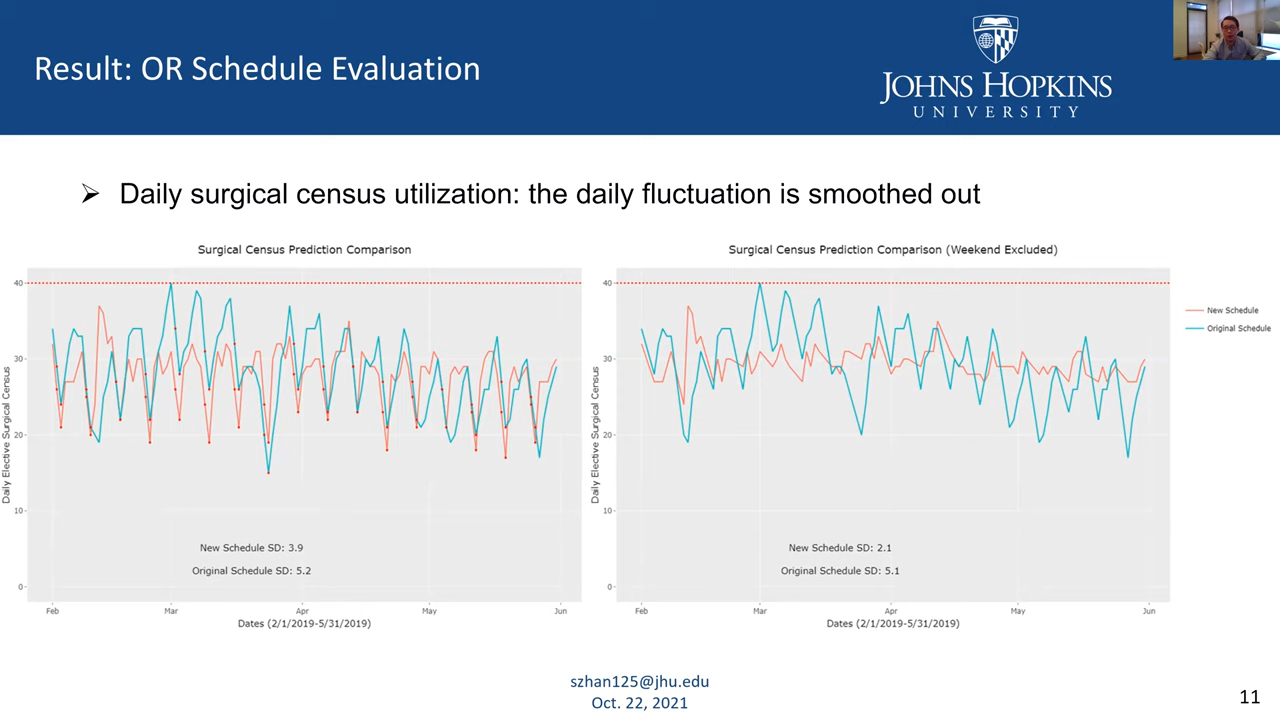 Result: OR Schedule Evaluation
JOHNS HOPKINS
UNIVERSITY
➢ Daily surgical census utilization: the daily fluctuation is smoothed out
Surgical Census Prediction Comparison
Daily Elective Surgical Census
40
30
20
10
0
New Schedule SD: 3.9
Original Schedule SD: 5.2
Feb Mar Apr May Jun
Dates (2/1/2019-5/31/2019)
Surgical Census Prediction Comparison (Weekend Excluded)
Daily Elective Surgical Census
40
30
20
10
0
New Schedule SD: 2.1
Original Schedule SD: 5.1
Feb Mar Apr May Jun
Dates (2/1/2019-5/31/2019)
New Schedule
Original Schedule
szhan125@jhu.edu
Oct. 22, 2021
11